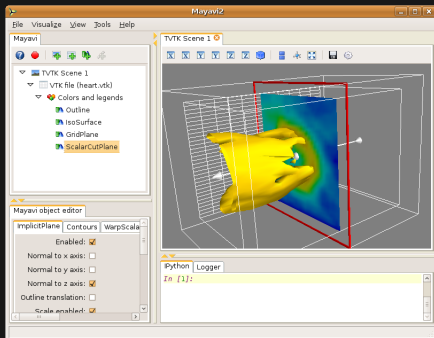 Mayavi2
File Visualize View Tools Help
Mayavi
TVTK Scene 1
TVTK Scene 1
VTK file (heart.vtk)
Colors and legends
Outline
IsoSurface
GridPlane
ScalarCutPlane
Mayavi object editor
ImplicitPlane Contours WarpScala
Enabled:
Normal to x axis:
Normal to y axis:
Normal to z axis:
Outline translation:
Scale enabled:
X X Y Y Z Z
IPython Logger
In [1]: